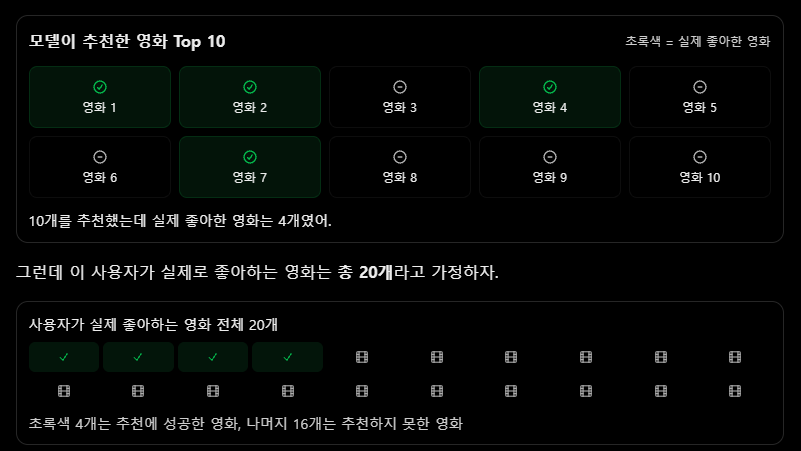 모델이 추천한 영화 Top 10
초록색 = 실제 좋아한 영화
영화 1
영화 2
영화 3
영화 4
영화 5
영화 6
영화 7
영화 8
영화 9
영화 10
10개를 추천했는데 실제 좋아한 영화는 4개였어.
그런데 이 사용자가 실제로 좋아하는 영화는 총 20개라고 가정하자.
사용자가 실제 좋아하는 영화 전체 20개
초록색 4개는 추천에 성공한 영화, 나머지 16개는 추천하지 못한 영화